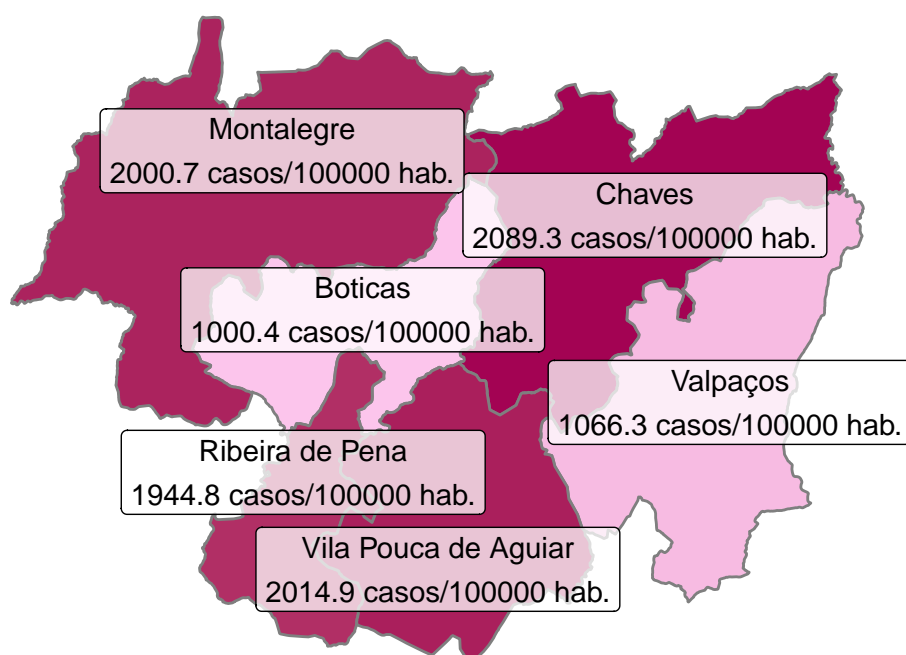 Montalegre
2000.7 casos/100000 hab.
Chaves
2089.3 casos/100000 hab.
Boticas
1000.4 casos/100000 hab.
Valpaços
1066.3 casos/100000 hab.
Ribeira de Pena
1944.8 casos/100000 hab.
Vila Pouca de Aguiar
2014.9 casos/100000 hab.